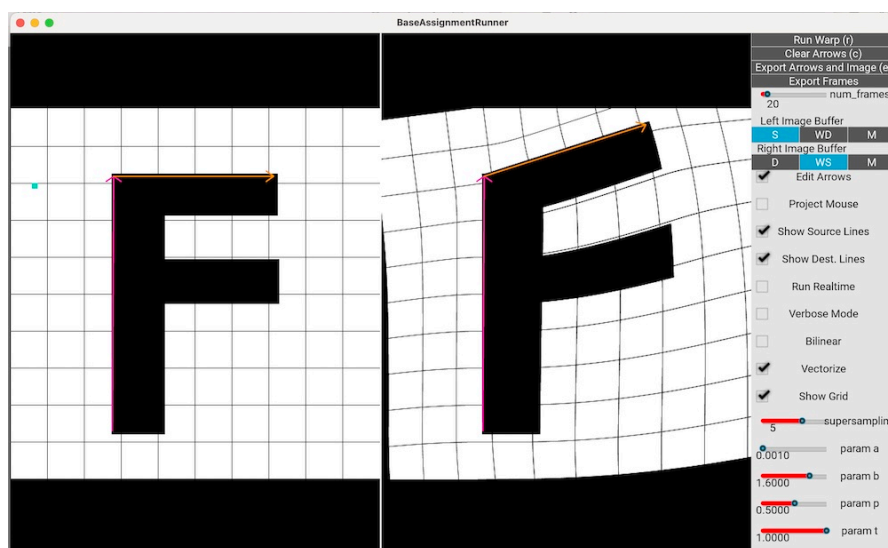 BaseAssignmentRunner
Run Warp (r)
Clear Arrows (c)
Export Arrows and Image (e
Export Frames
num_frames
20
Left Image Buffer
S WD M
Right Image Buffer
D WS M
Edit Arrows
Project Mouse
Show Source Lines
Show Dest. Lines
Run Realtime
Verbose Mode
Bilinear
Vectorize
Show Grid
supersamplin
5
param a
0.0010
param b
1.6000
param p
0.5000
param t
1.0000
F F